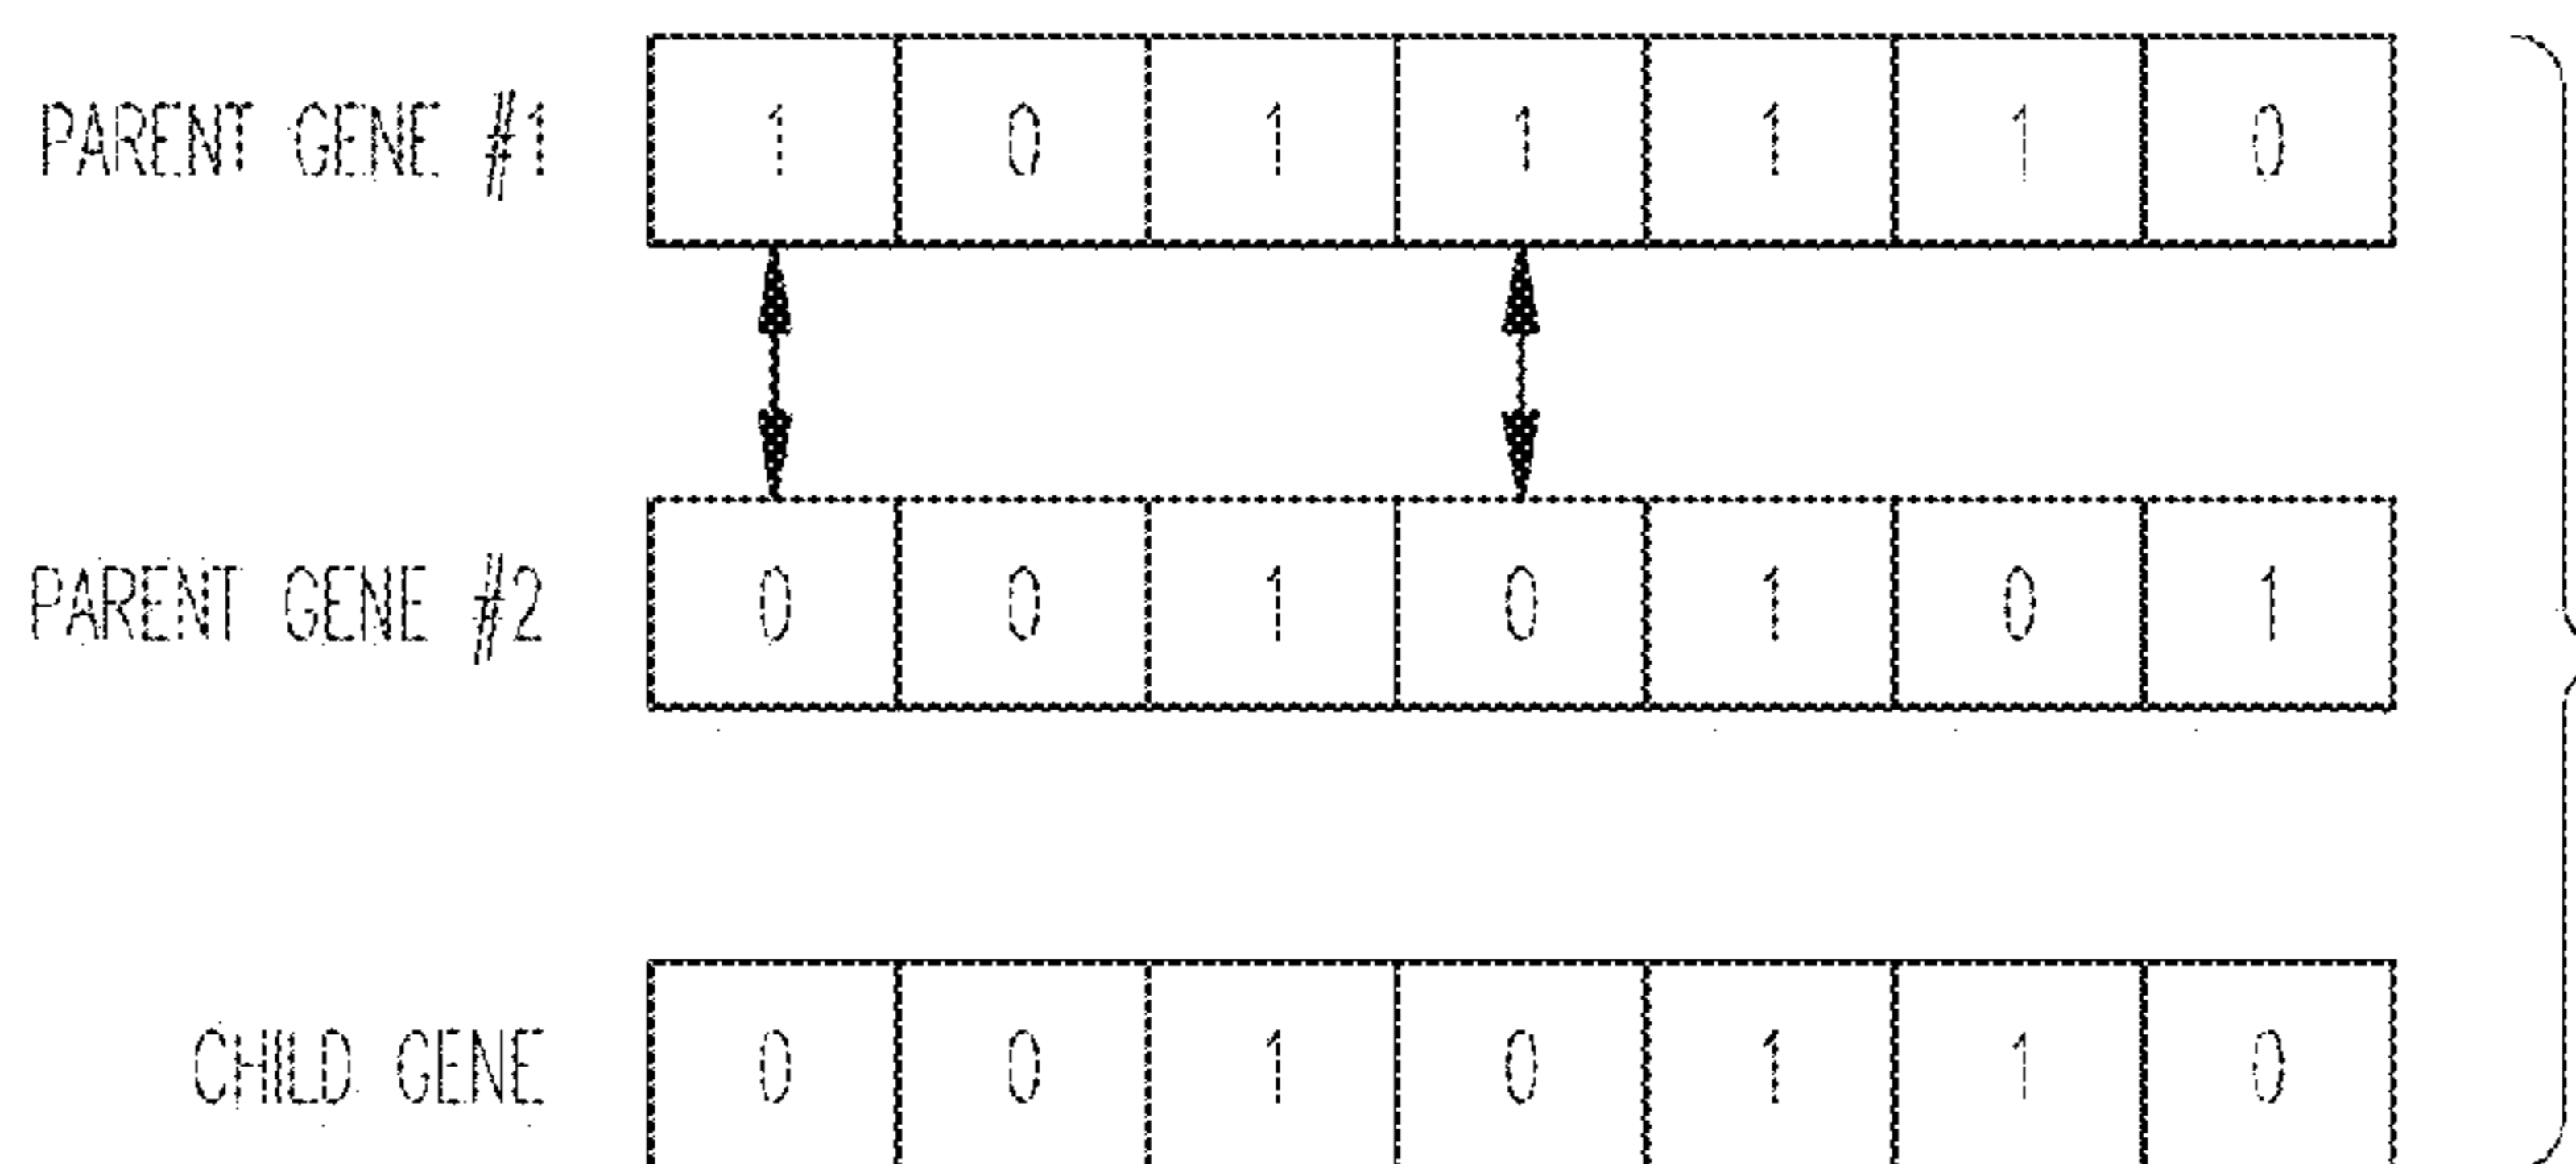 PARENT GENE #1 1 0 1 1 1 1 0
PARENT GENE #2 0 0 1 0 1 0 1
CHILD GENE 0 0 1 0 1 1 0